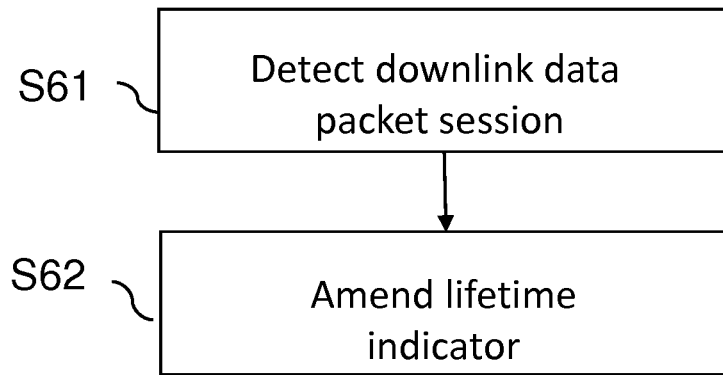 S61
Detect downlink data
packet session
S62
Amend lifetime
indicator